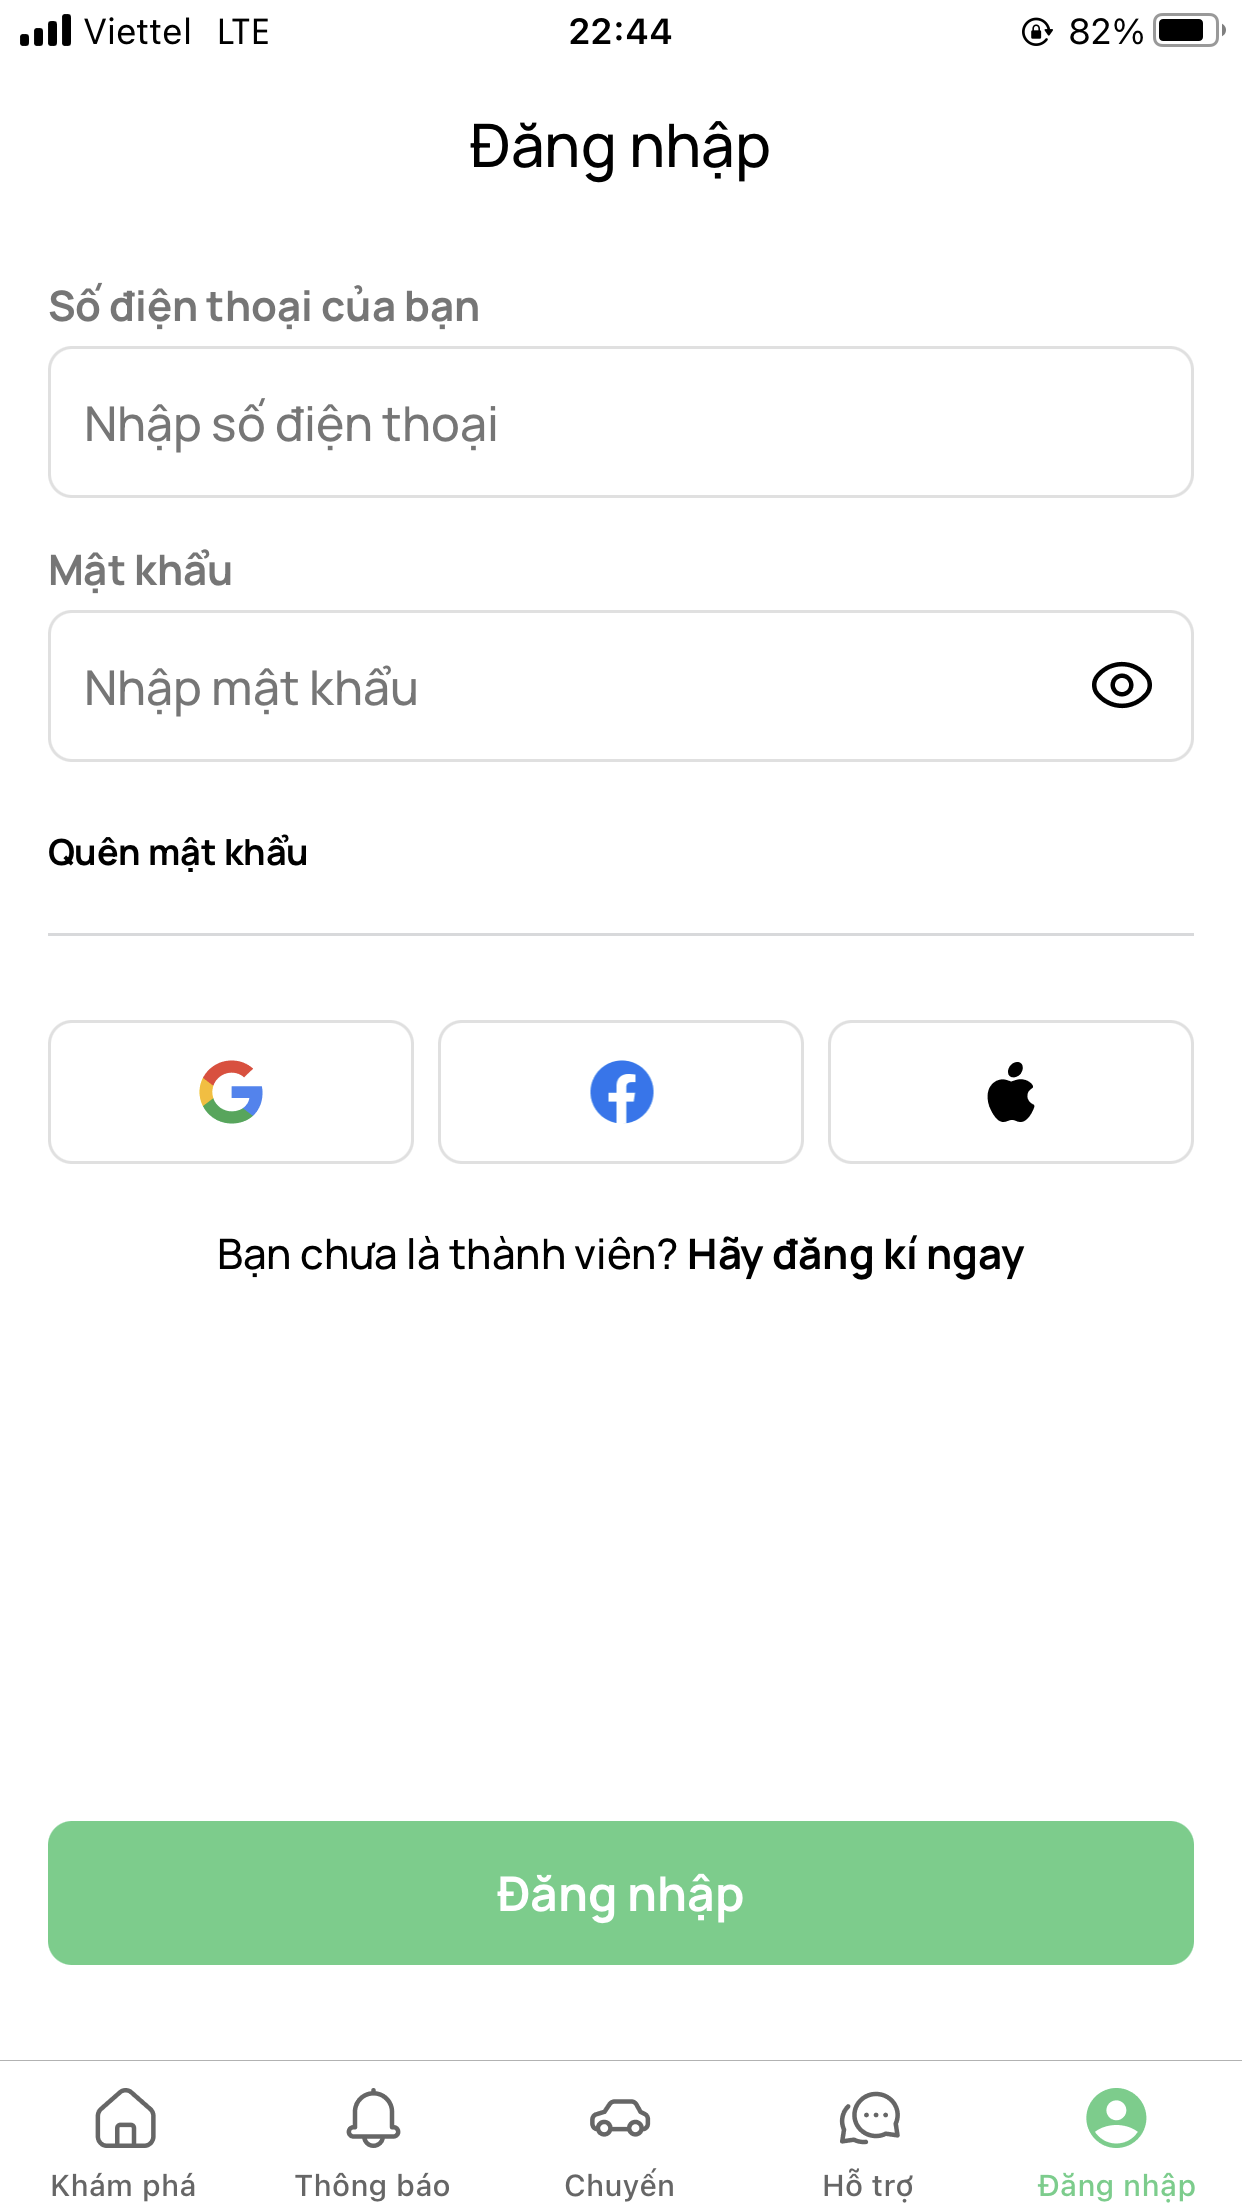 Viettel LTE 22:44 82%
Đăng nhập
Số điện thoại của bạn
Nhập số điện thoại
Mật khẩu
Nhập mật khẩu
Quên mật khẩu
Bạn chưa là thành viên? Hãy đăng kí ngay
Đăng nhập
Khám phá Thông báo Chuyến Hỗ trợ Đăng nhập